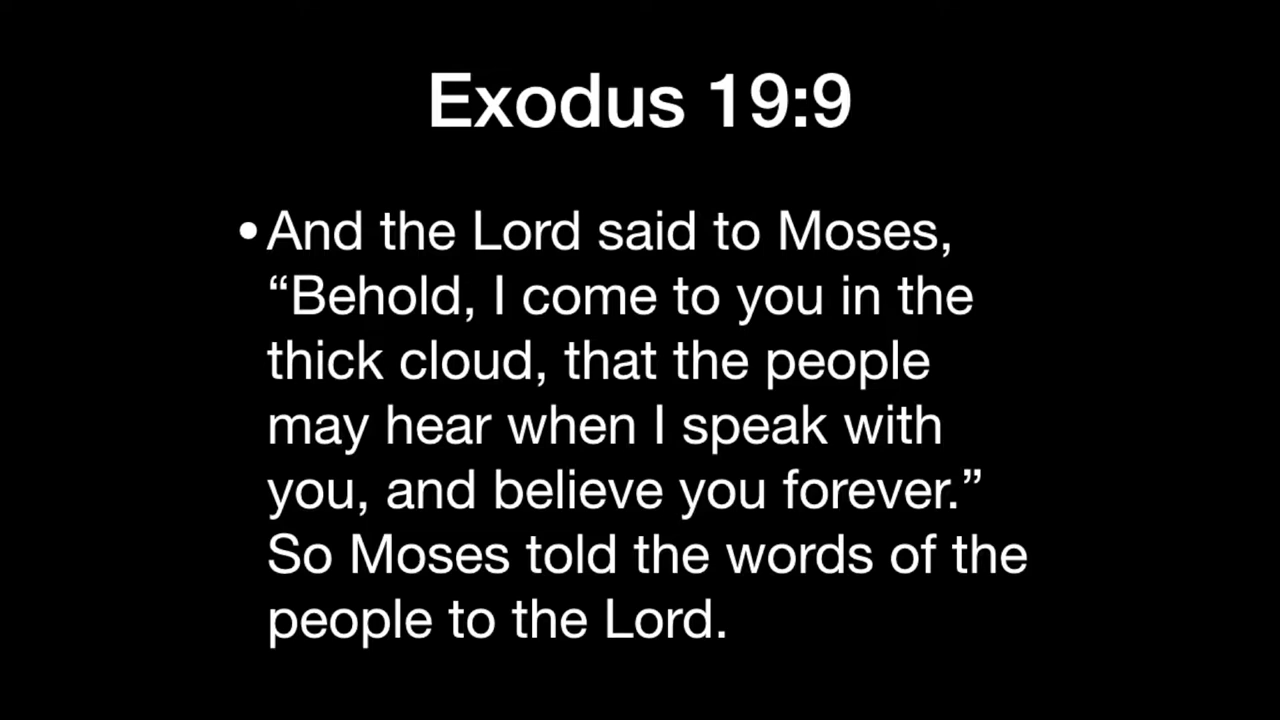 Exodus 19:9
•And the Lord said to Moses,
“Behold, I come to you in the
thick cloud, that the people
may hear when I speak with
you, and believe you forever.”
So Moses told the words of the
people to the Lord.